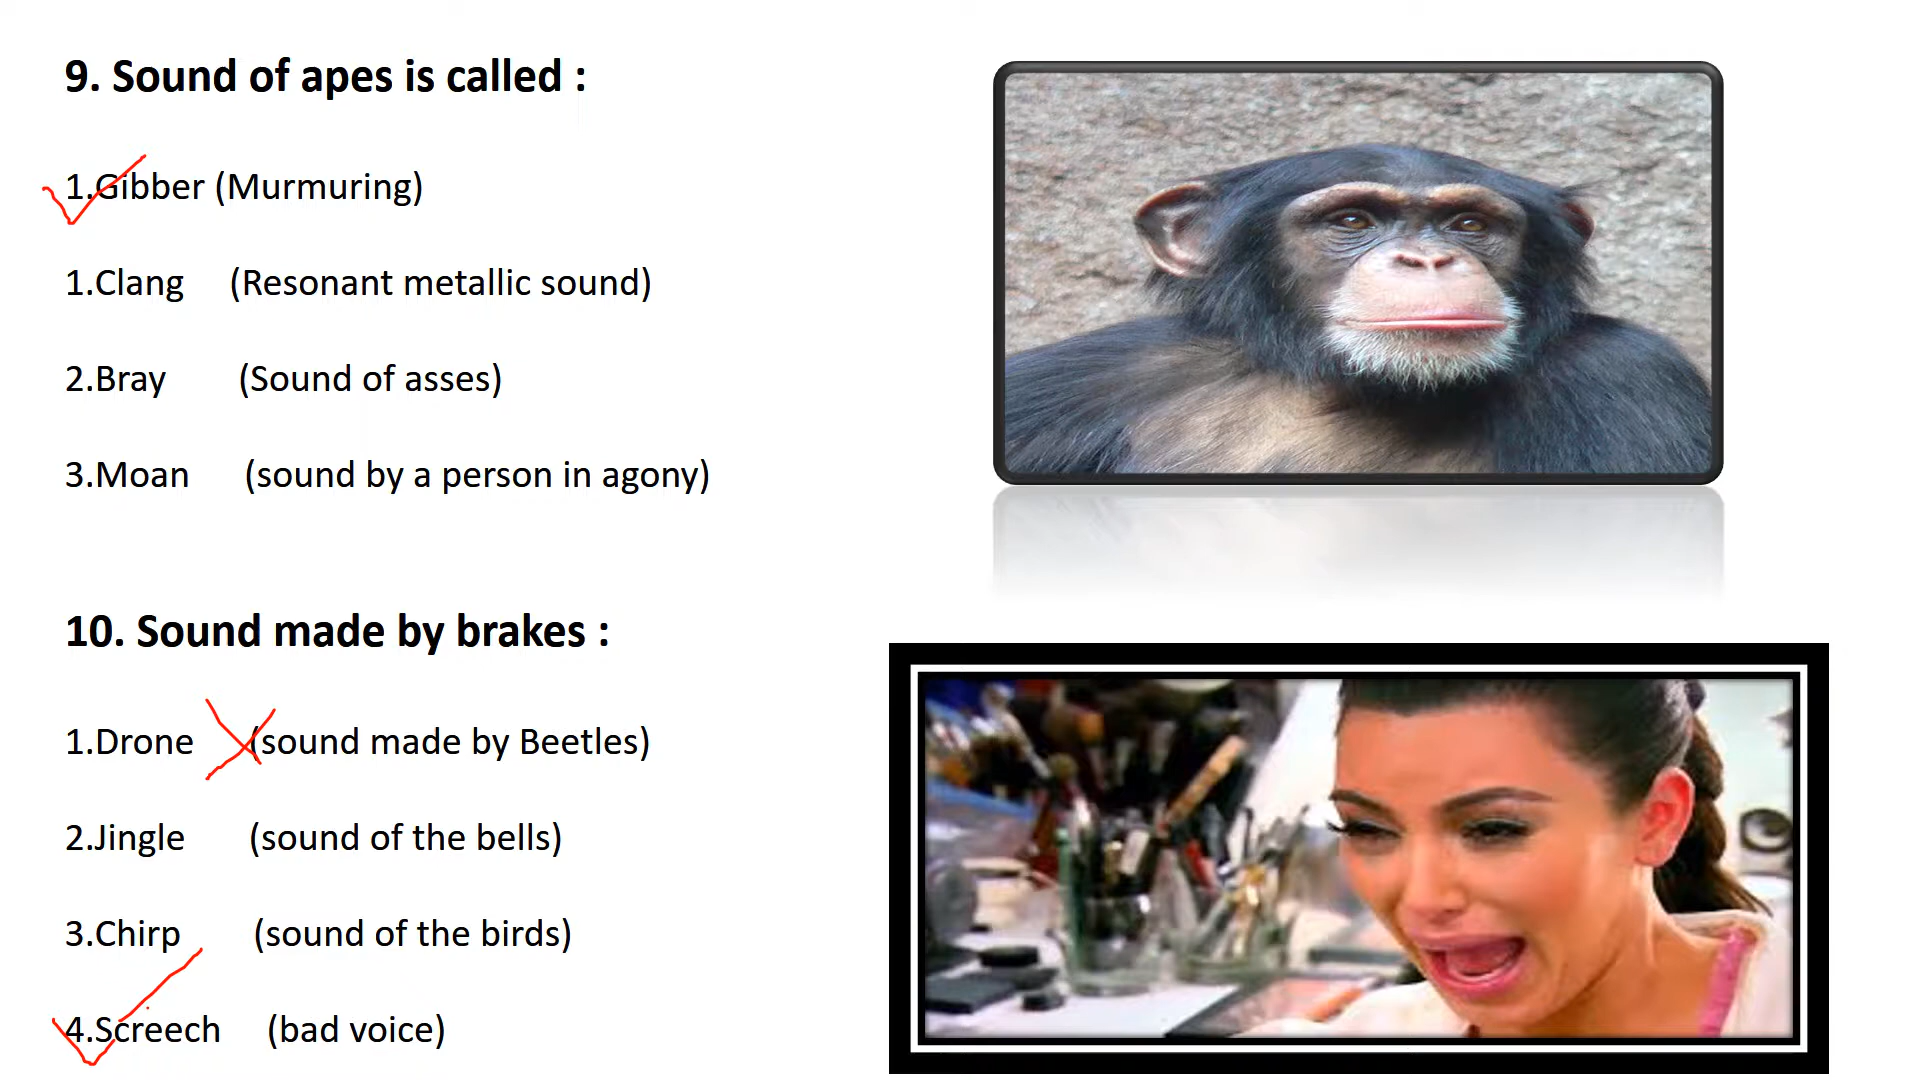 9. Sound of apes is called :
1.Gibber (Murmuring)
1.Clang (Resonant metallic sound)
2.Bray (Sound of asses)
3.Moan (sound by a person in agony)
10. Sound made by brakes :
1.Drone (sound made by Beetles)
2.Jingle (sound of the bells)
3.Chirp (sound of the birds)
4.Screech (bad voice)